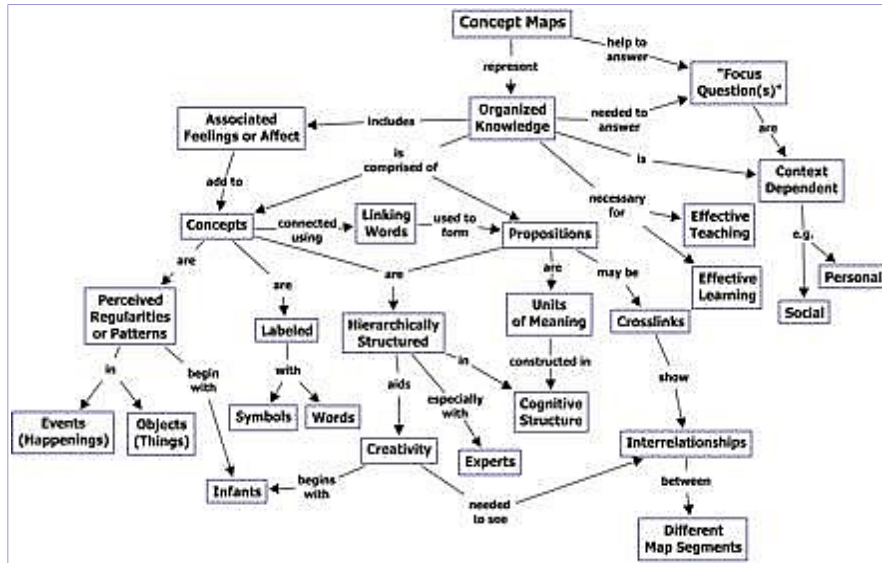 Concept Maps
help to
answer
represent
"Focus
Question(s)"
Associated
Feelings or Affect
includes
Organized
Knowledge
needed to
answer
are
is
comprised of
is
Context
Dependent
add to
necessary
for
Concepts
connected
using
Linking
Words
used to
form
Propositions
Effective
Teaching
e.g.
are
are
are
are
may be
Effective
Learning
Personal
Perceived
Regularities
or Patterns
Labeled
Hierarchically
Structured
Units
of Meaning
Crosslinks
Social
in
begin
with
with
aids
in
constructed in
show
especially
with
Symbols
Words
Cognitive
Structure
Events
(Happenings)
Objects
(Things)
Creativity
Experts
Interrelationships
Infants
begins
with
needed
to see
between
Different
Map Segments